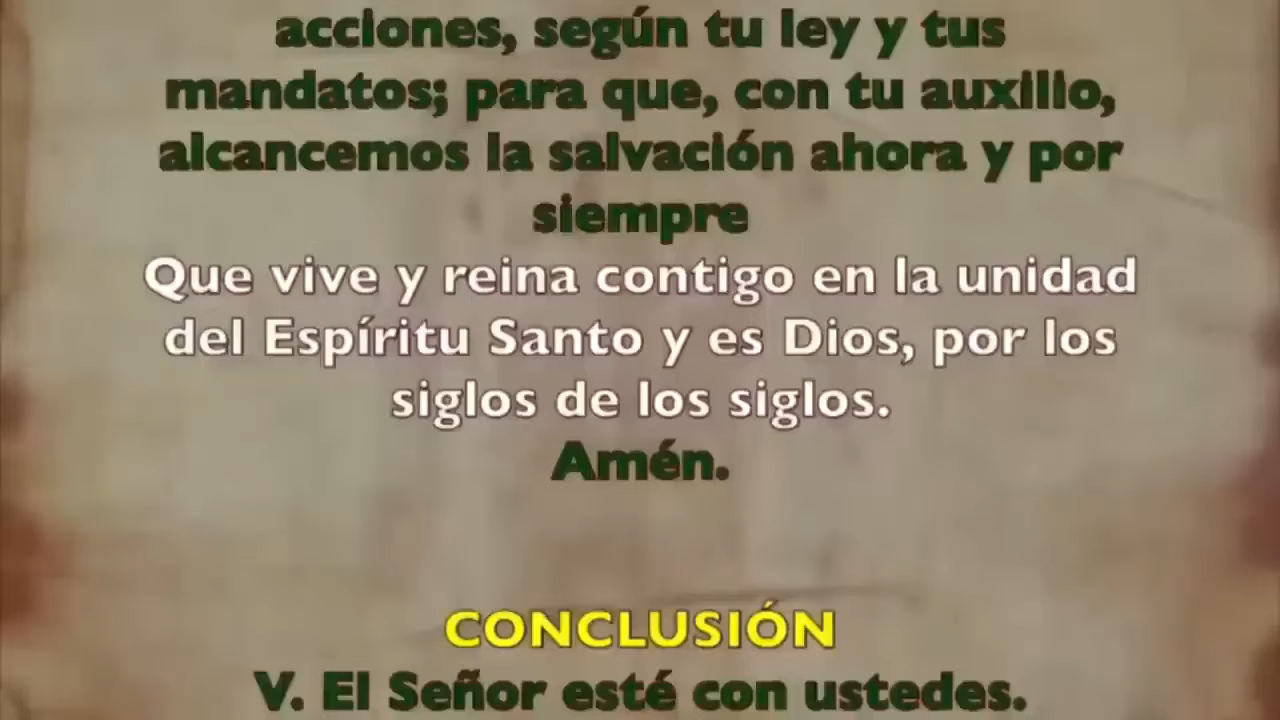 acciones, según tu ley y tus
mandatos; para que, con tu auxilio,
alcancemos la salvación ahora y por
siempre
Que vive y reina contigo en la unidad
del Espíritu Santo y es Dios, por los
siglos de los siglos.
Amén.
CONCLUSIÓN
V. El Señor esté con ustedes.